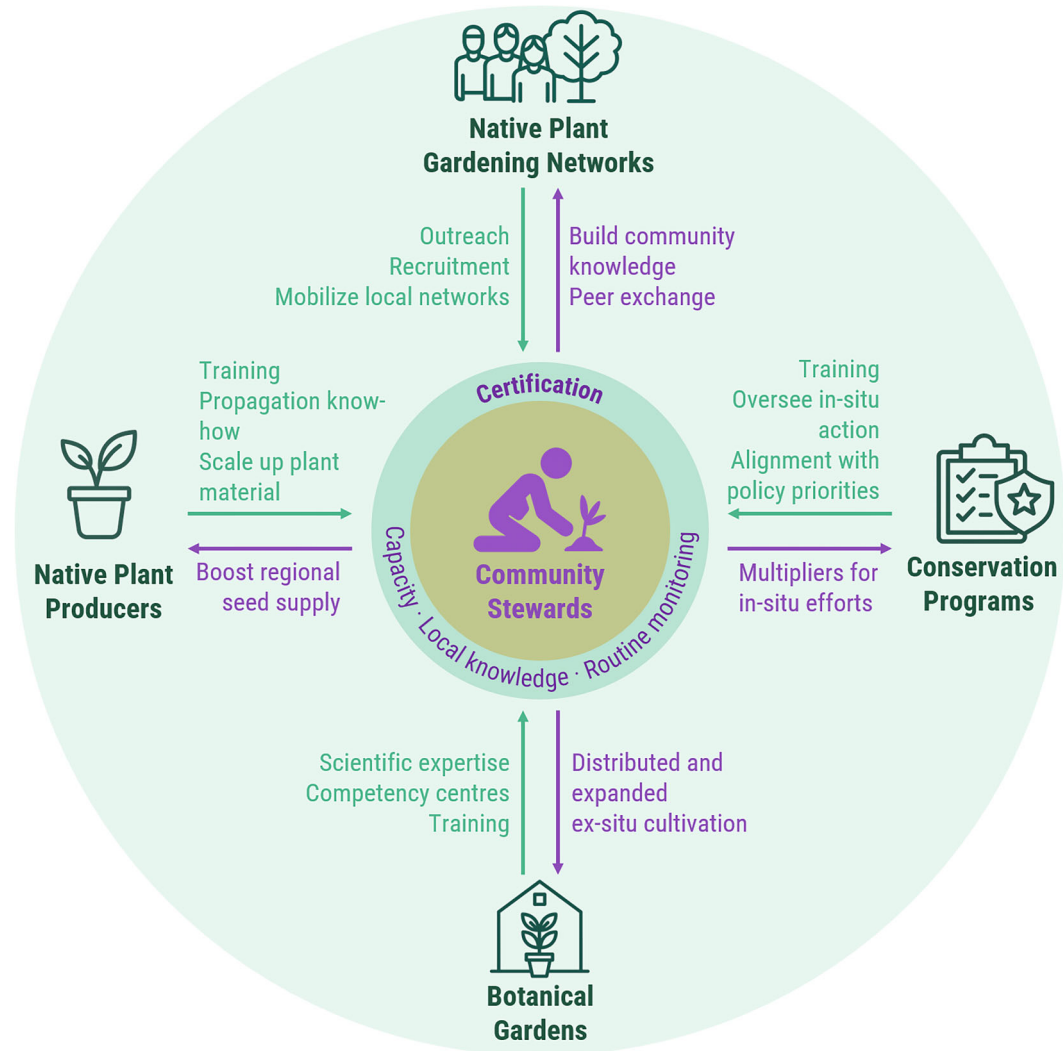 Native Plant
Gardening Networks
Outreach
Recruitment
Mobilize local networks
Build community
knowledge
Peer exchange
Training
Propagation know-
how
Scale up plant
material
Native Plant
Producers
Boost regional
seed supply
Certification
Community
Stewards
Capacity · Local knowledge · Routine monitoring
Training
Oversee in-situ
action
Alignment with
policy priorities
Multipliers for
in-situ efforts
Conservation
Programs
Scientific expertise
Competency centres
Training
Distributed and
expanded
ex-situ cultivation
Botanical
Gardens